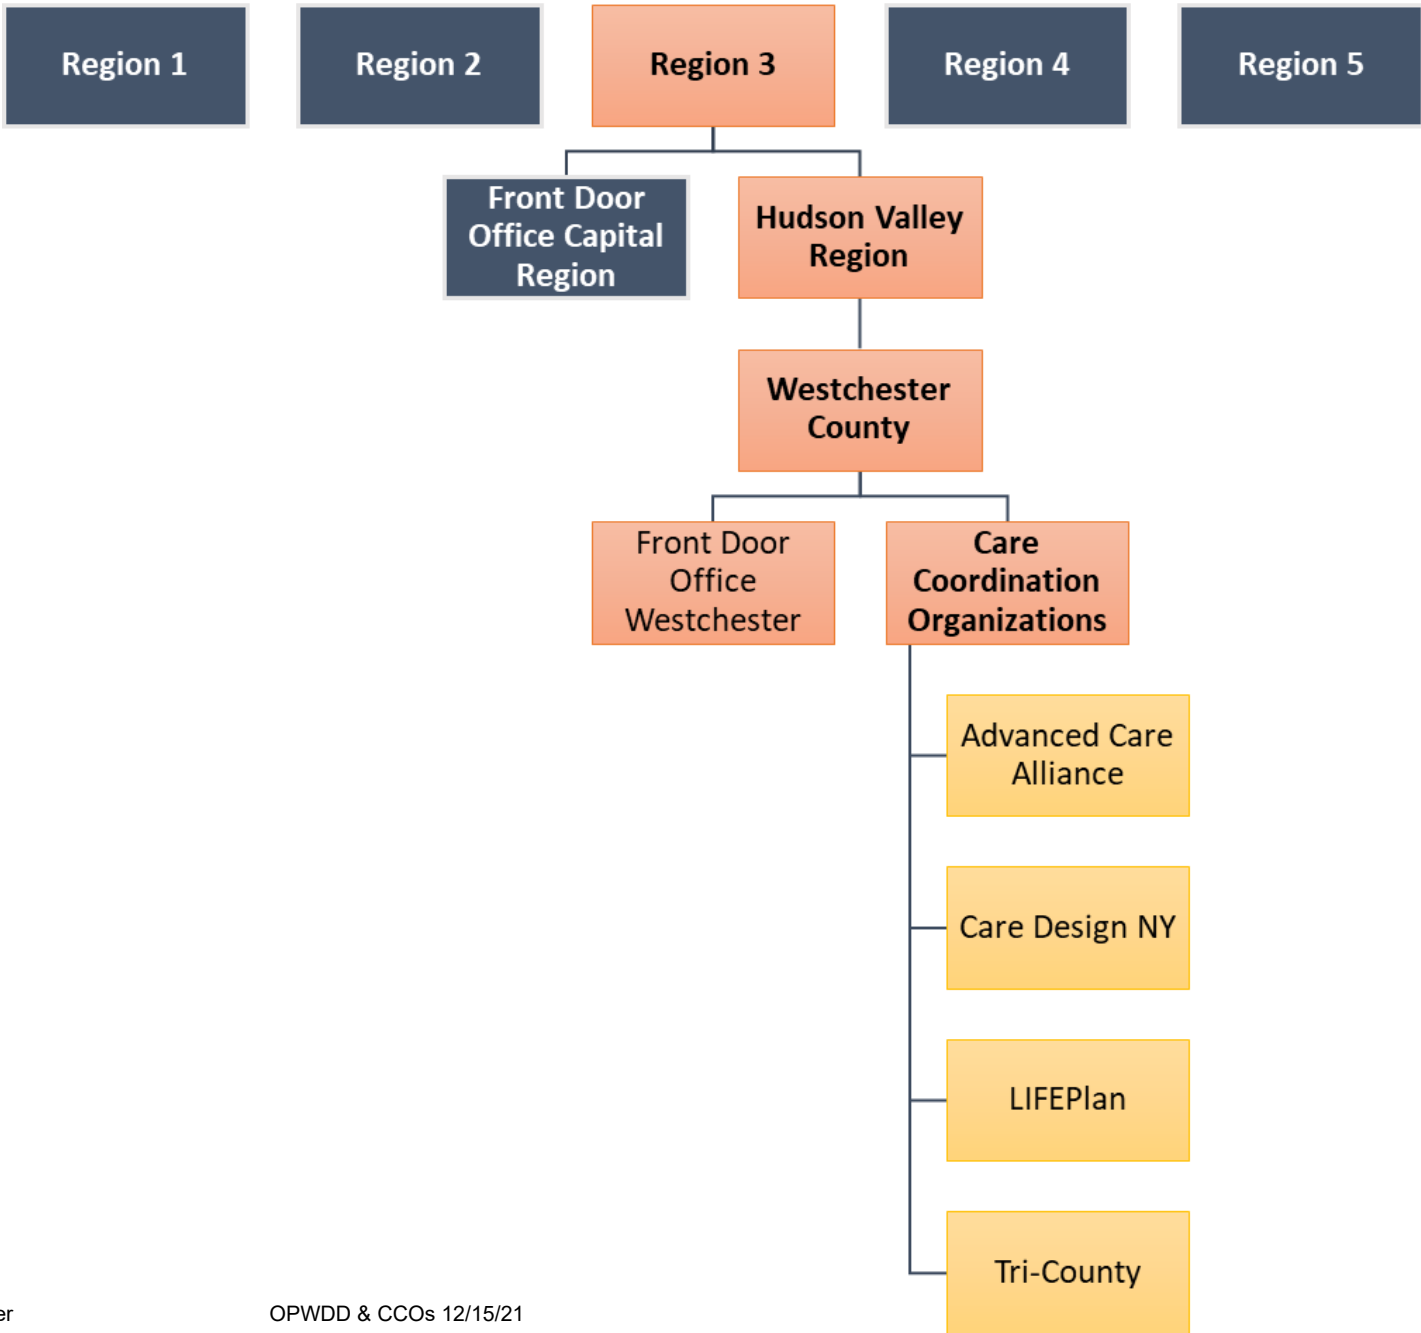 Region 1
Region 2
Region 3
Region 4
Region 5
Front Door
Office Capital
Region
Hudson Valley
Region
Westchester
County
Front Door
Office
Westchester
Care
Coordination
Organizations
Advanced Care
Alliance
Care Design NY
LIFEPlan
Tri-County
OPWDD & CCOs 12/15/21